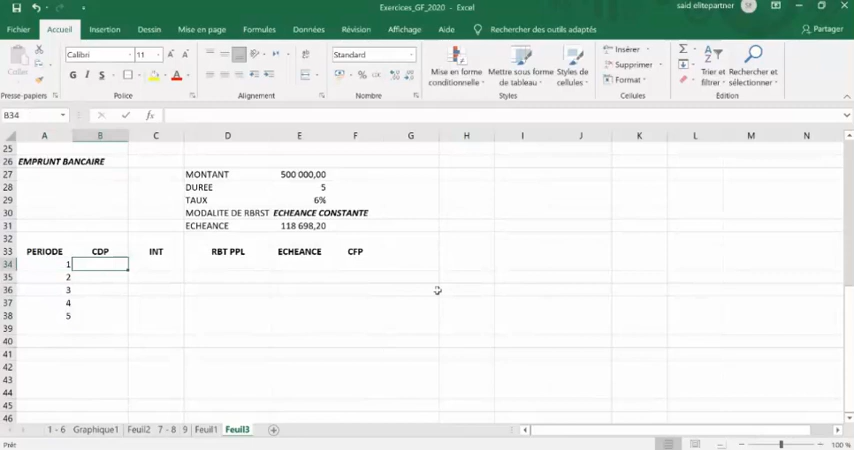 Exercices_GF_2020 - Excel
said elitepartner
SE
Fichier Accueil Insertion Dessin Mise en page Formules Données Révision Affichage Aide Rechercher des outils adaptés Partager
Calibri 11 A A Standard
G I S
Coller
Mise en forme conditionnelle
Mettre sous forme de tableau
Styles de cellules
Insérer
Supprimer
Format
Trier et filtrer
Rechercher et sélectionner
Presse-papiers Police Alignement Nombre Styles Cellules Édition
B34 fx
A B C D E F G H I J K L M N
25
26 EMPRUNT BANCAIRE
27 MONTANT 500 000,00
28 DUREE 5
29 TAUX 6%
30 MODALITE DE RBRST ECHEANCE CONSTANTE
31 ECHEANCE 118 698,20
32
33 PERIODE CDP INT RBT PPL ECHEANCE CFP
34 1
35 2
36 3
37 4
38 5
39
40
41
42
43
44
45
46
1 - 6 Graphique1 Feuil2 7 - 8 9 Feuil1 Feuil3
Prêt 100 %